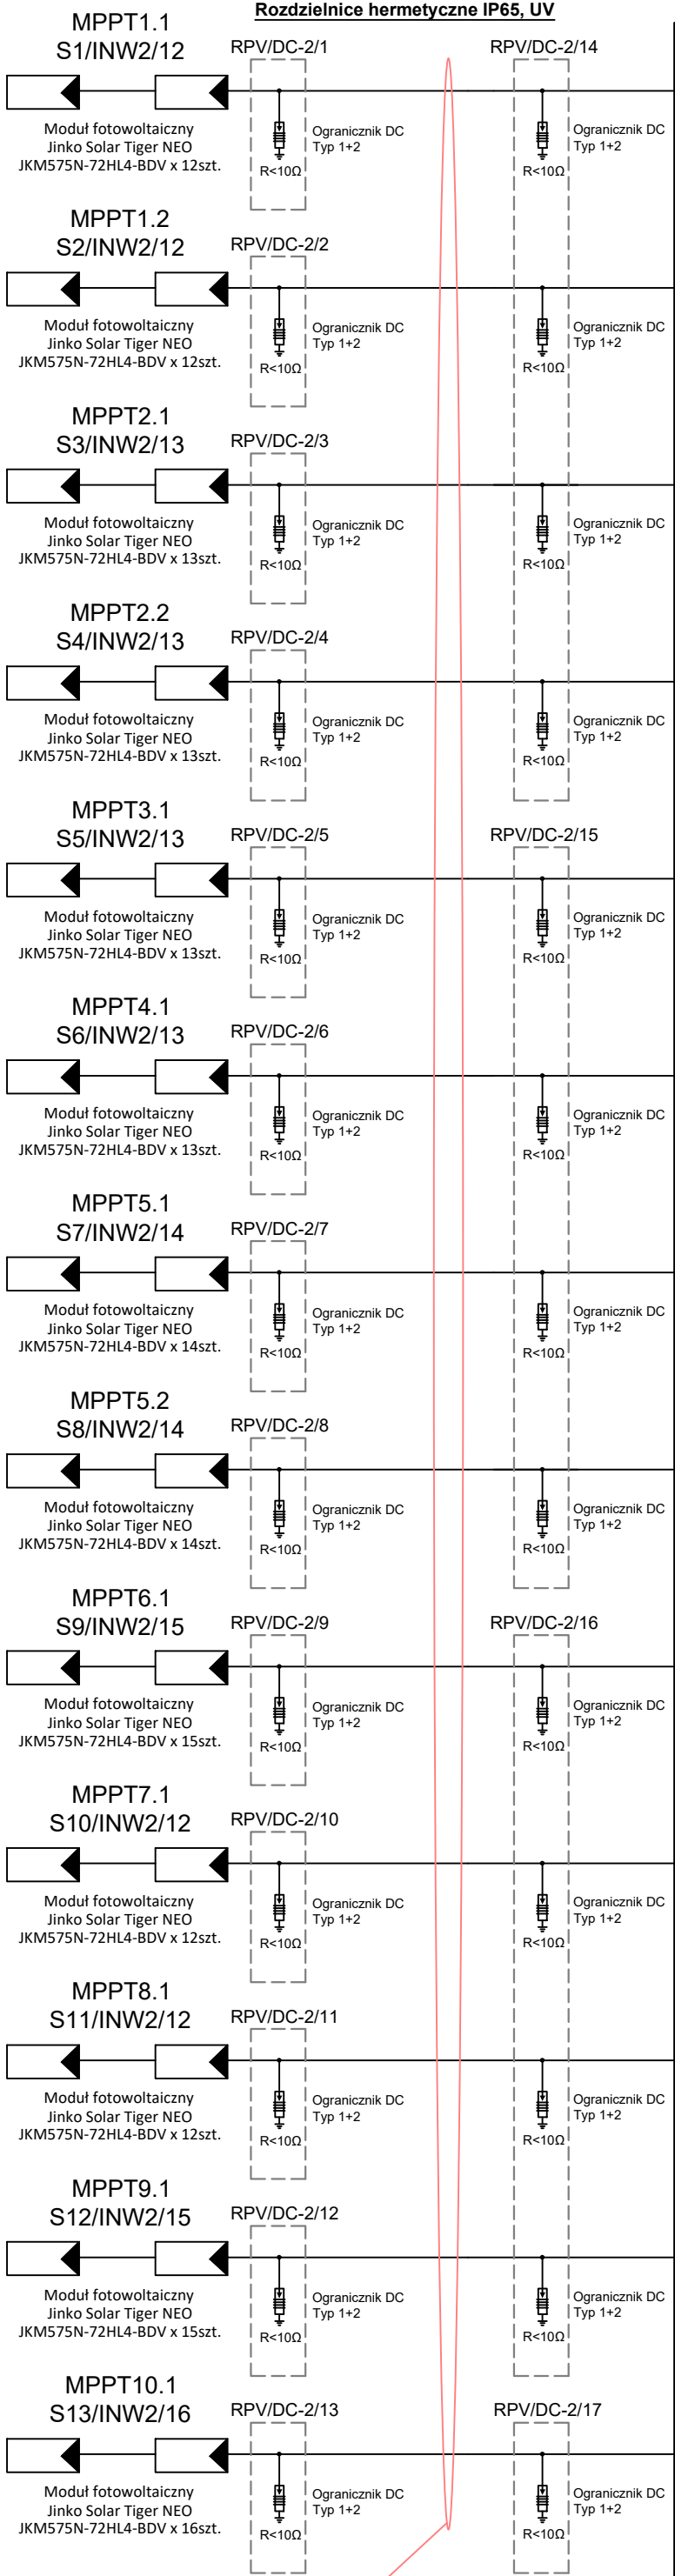 Rozdzielnice hermetyczne IP65, UV
MPPT1.1
S1/INW2/12
RPV/DC-2/1
RPV/DC-2/14
Moduł fotowoltaiczny
Jinko Solar Tiger NEO
JKM575N-72HL4-BDV x 12szt.
Ogranicznik DC
Typ 1+2
R<10Ω
Ogranicznik DC
Typ 1+2
R<10Ω
MPPT1.2
S2/INW2/12
RPV/DC-2/2
Moduł fotowoltaiczny
Jinko Solar Tiger NEO
JKM575N-72HL4-BDV x 12szt.
Ogranicznik DC
Typ 1+2
R<10Ω
Ogranicznik DC
Typ 1+2
R<10Ω
MPPT2.1
S3/INW2/13
RPV/DC-2/3
Moduł fotowoltaiczny
Jinko Solar Tiger NEO
JKM575N-72HL4-BDV x 13szt.
Ogranicznik DC
Typ 1+2
R<10Ω
Ogranicznik DC
Typ 1+2
R<10Ω
MPPT2.2
S4/INW2/13
RPV/DC-2/4
Moduł fotowoltaiczny
Jinko Solar Tiger NEO
JKM575N-72HL4-BDV x 13szt.
Ogranicznik DC
Typ 1+2
R<10Ω
Ogranicznik DC
Typ 1+2
R<10Ω
MPPT3.1
S5/INW2/13
RPV/DC-2/5
RPV/DC-2/15
Moduł fotowoltaiczny
Jinko Solar Tiger NEO
JKM575N-72HL4-BDV x 13szt.
Ogranicznik DC
Typ 1+2
R<10Ω
Ogranicznik DC
Typ 1+2
R<10Ω
MPPT4.1
S6/INW2/13
RPV/DC-2/6
Moduł fotowoltaiczny
Jinko Solar Tiger NEO
JKM575N-72HL4-BDV x 13szt.
Ogranicznik DC
Typ 1+2
R<10Ω
Ogranicznik DC
Typ 1+2
R<10Ω
MPPT5.1
S7/INW2/14
RPV/DC-2/7
Moduł fotowoltaiczny
Jinko Solar Tiger NEO
JKM575N-72HL4-BDV x 14szt.
Ogranicznik DC
Typ 1+2
R<10Ω
Ogranicznik DC
Typ 1+2
R<10Ω
MPPT5.2
S8/INW2/14
RPV/DC-2/8
Moduł fotowoltaiczny
Jinko Solar Tiger NEO
JKM575N-72HL4-BDV x 14szt.
Ogranicznik DC
Typ 1+2
R<10Ω
Ogranicznik DC
Typ 1+2
R<10Ω
MPPT6.1
S9/INW2/15
RPV/DC-2/9
RPV/DC-2/16
Moduł fotowoltaiczny
Jinko Solar Tiger NEO
JKM575N-72HL4-BDV x 15szt.
Ogranicznik DC
Typ 1+2
R<10Ω
Ogranicznik DC
Typ 1+2
R<10Ω
MPPT7.1
S10/INW2/12
RPV/DC-2/10
Moduł fotowoltaiczny
Jinko Solar Tiger NEO
JKM575N-72HL4-BDV x 12szt.
Ogranicznik DC
Typ 1+2
R<10Ω
Ogranicznik DC
Typ 1+2
R<10Ω
MPPT8.1
S11/INW2/12
RPV/DC-2/11
Moduł fotowoltaiczny
Jinko Solar Tiger NEO
JKM575N-72HL4-BDV x 12szt.
Ogranicznik DC
Typ 1+2
R<10Ω
Ogranicznik DC
Typ 1+2
R<10Ω
MPPT9.1
S12/INW2/15
RPV/DC-2/12
Moduł fotowoltaiczny
Jinko Solar Tiger NEO
JKM575N-72HL4-BDV x 15szt.
Ogranicznik DC
Typ 1+2
R<10Ω
Ogranicznik DC
Typ 1+2
R<10Ω
MPPT10.1
S13/INW2/16
RPV/DC-2/13
RPV/DC-2/17
Moduł fotowoltaiczny
Jinko Solar Tiger NEO
JKM575N-72HL4-BDV x 16szt.
Ogranicznik DC
Typ 1+2
R<10Ω
Ogranicznik DC
Typ 1+2
R<10Ω